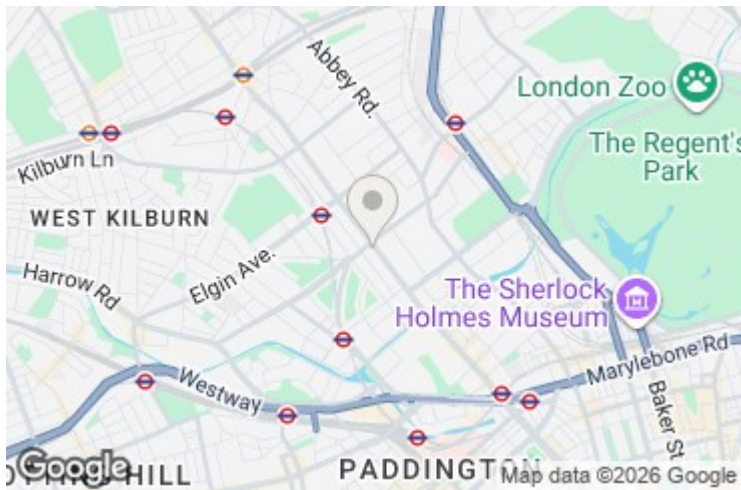 Abbey Rd.
London Zoo
The Regent's
Park
Kilburn Ln
WEST KILBURN
Elgin Ave.
Harrow Rd
The Sherlock
Holmes Museum
Marylebone Rd
Westway
Baker St
Google
HILL
PADDINGTON
Map data ©2026 Google